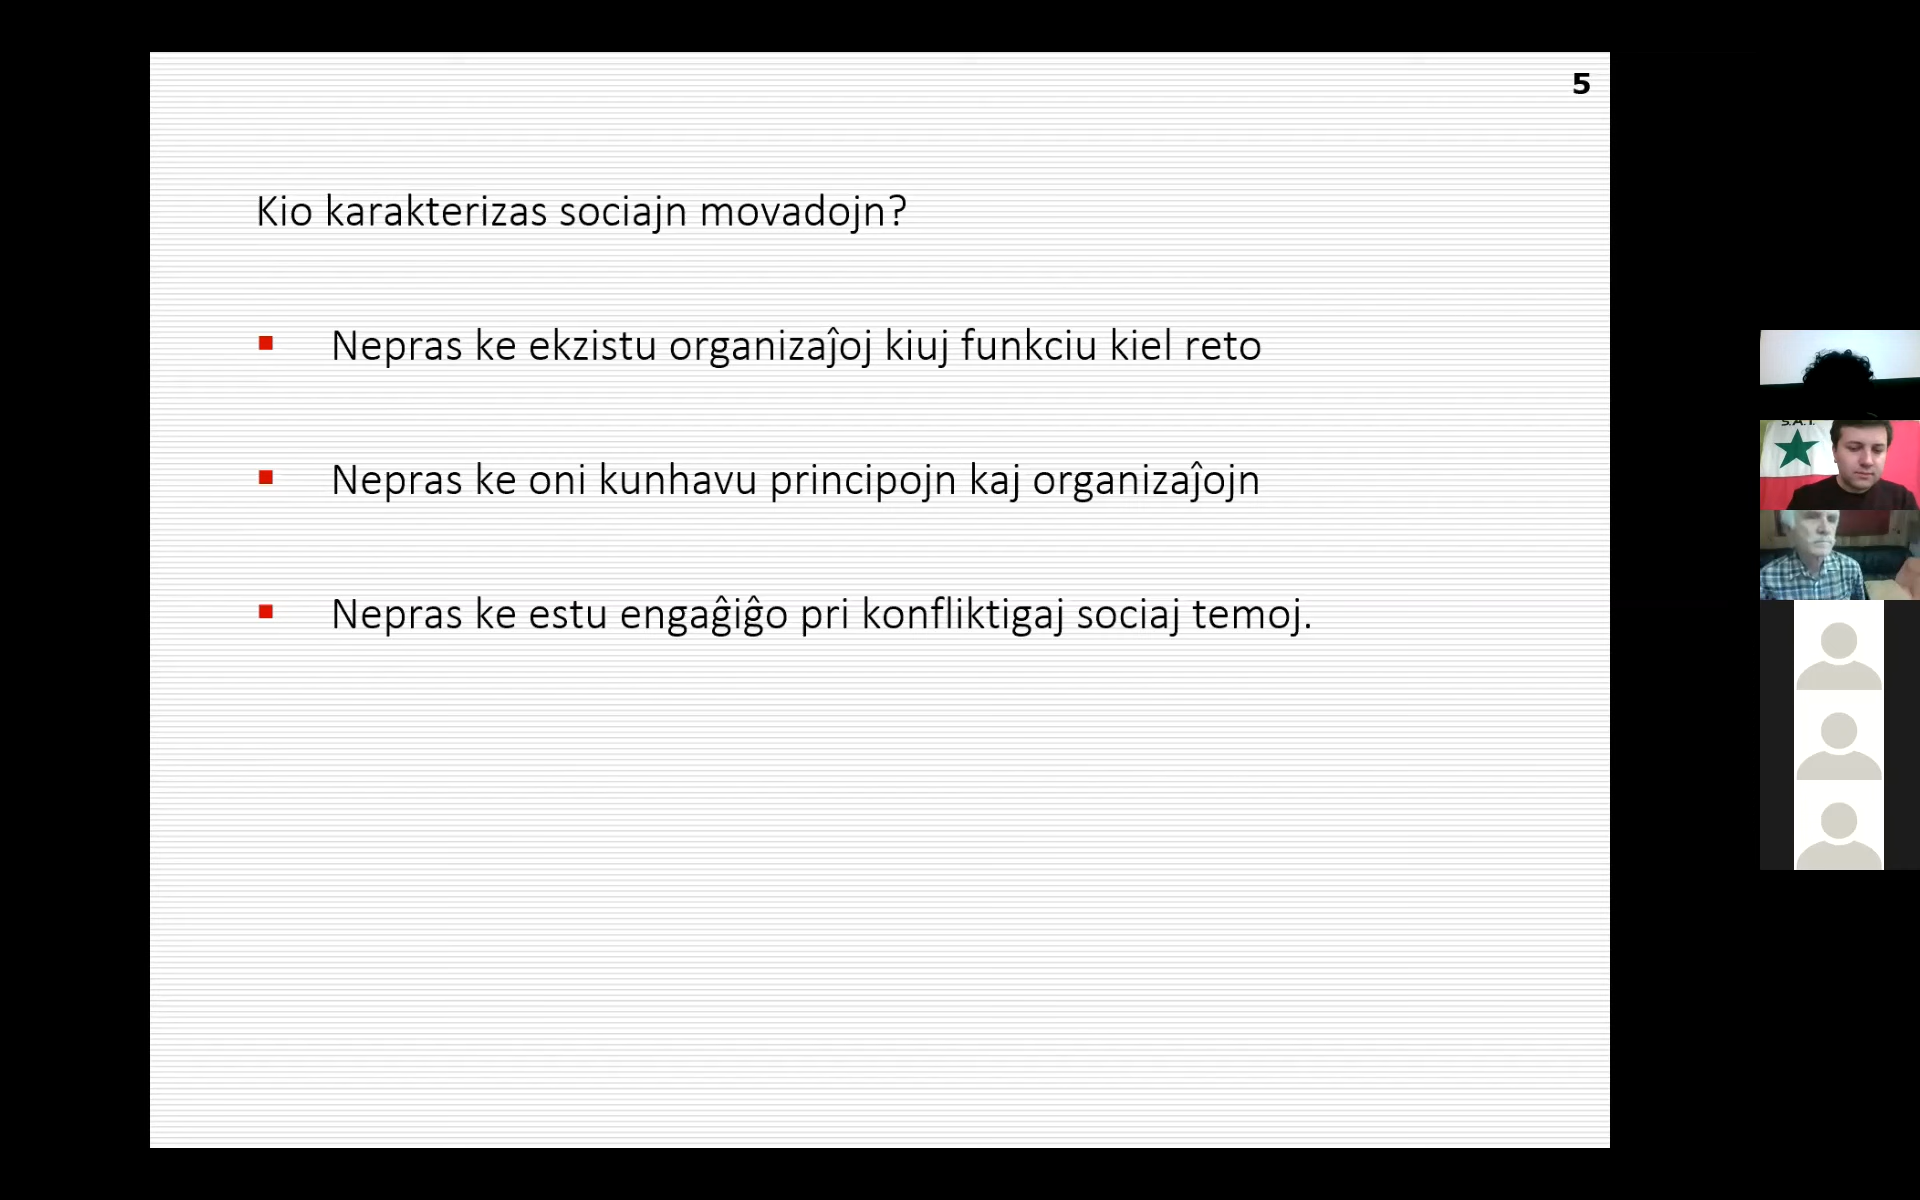 5
Kio karakterizas sociajn movadojn?
Nepras ke ekzistu organizaĵoj kiuj funkciu kiel reto
Nepras ke oni kunhavu principojn kaj organizaĵojn
Nepras ke estu engaĝiĝo pri konfliktigaj sociaj temoj.
S.A.T.